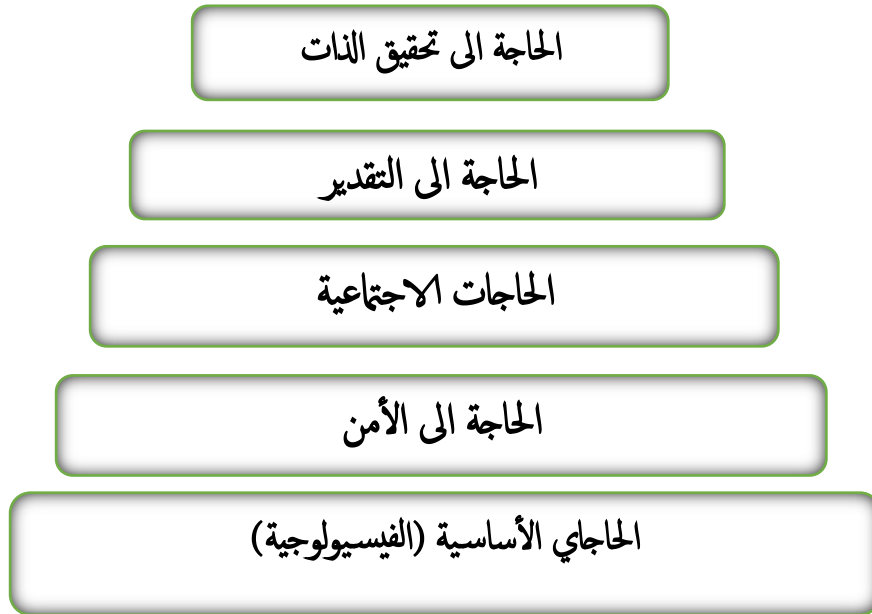 الحاجة الى تحقيق الذات
الحاجة الى التقدير
الحاجات الاجتماعية
الحاجة الى الأمن
الحاجاي الأساسية (الفيسيولوجية)